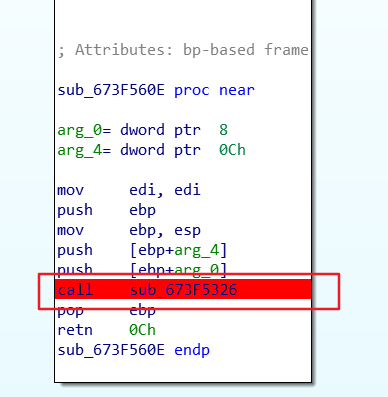 ; Attributes: bp-based frame
sub_673F560E proc near
arg_0= dword ptr  8
arg_4= dword ptr  0Ch
mov     edi, edi
push    ebp
mov     ebp, esp
push    [ebp+arg_4]
push    [ebp+arg_0]
call    sub_673F5326
pop     ebp
retn    0Ch
sub_673F560E endp